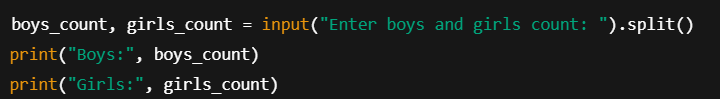 boys_count, girls_count = input("Enter boys and girls count: ").split()
print("Boys:", boys_count)
print("Girls:", girls_count)